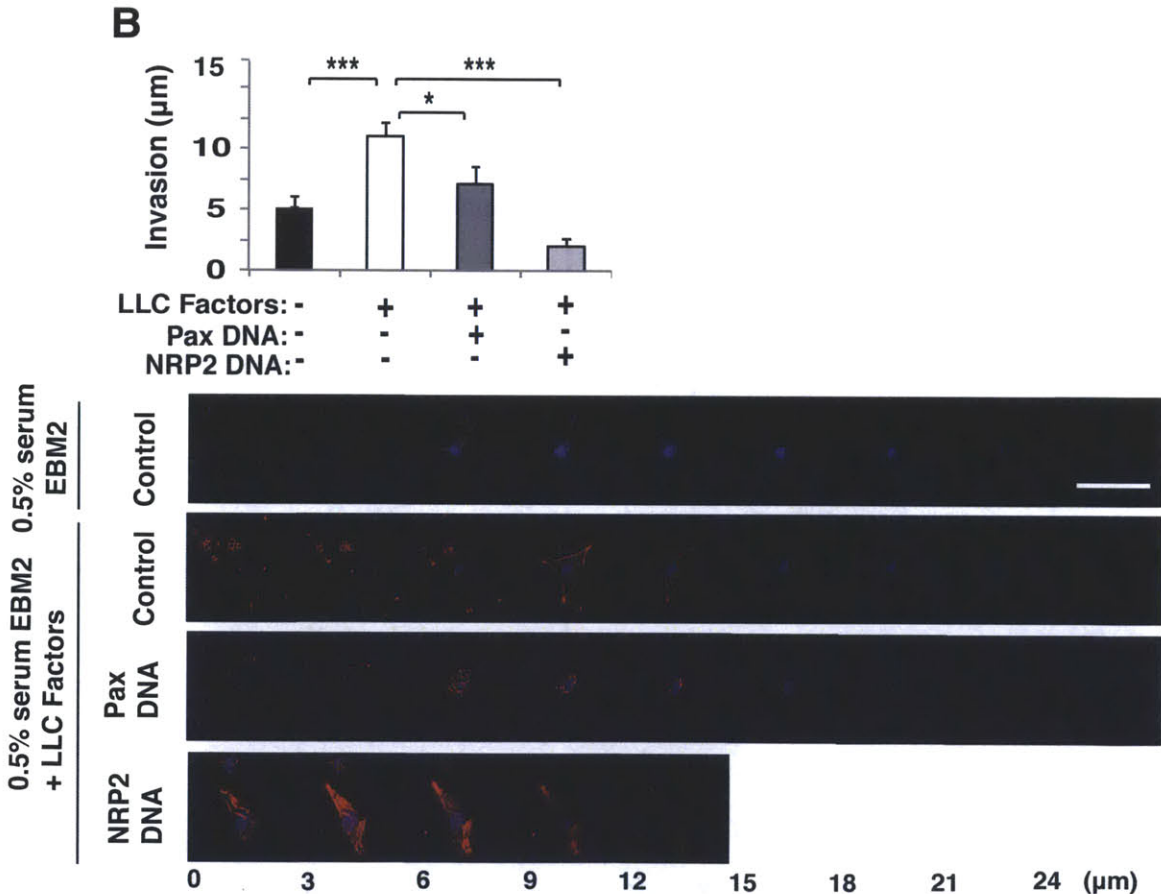 B
Invasion (µm)
15
10
5
0
***
***
*
LLC Factors: - + + +
Pax DNA: - - + -
NRP2 DNA: - - - +
0.5% serum
EBM2
Control
0.5% serum EBM2
+ LLC Factors
Control
Pax
DNA
NRP2
DNA
0 3 6 9 12 15 18 21 24 (µm)